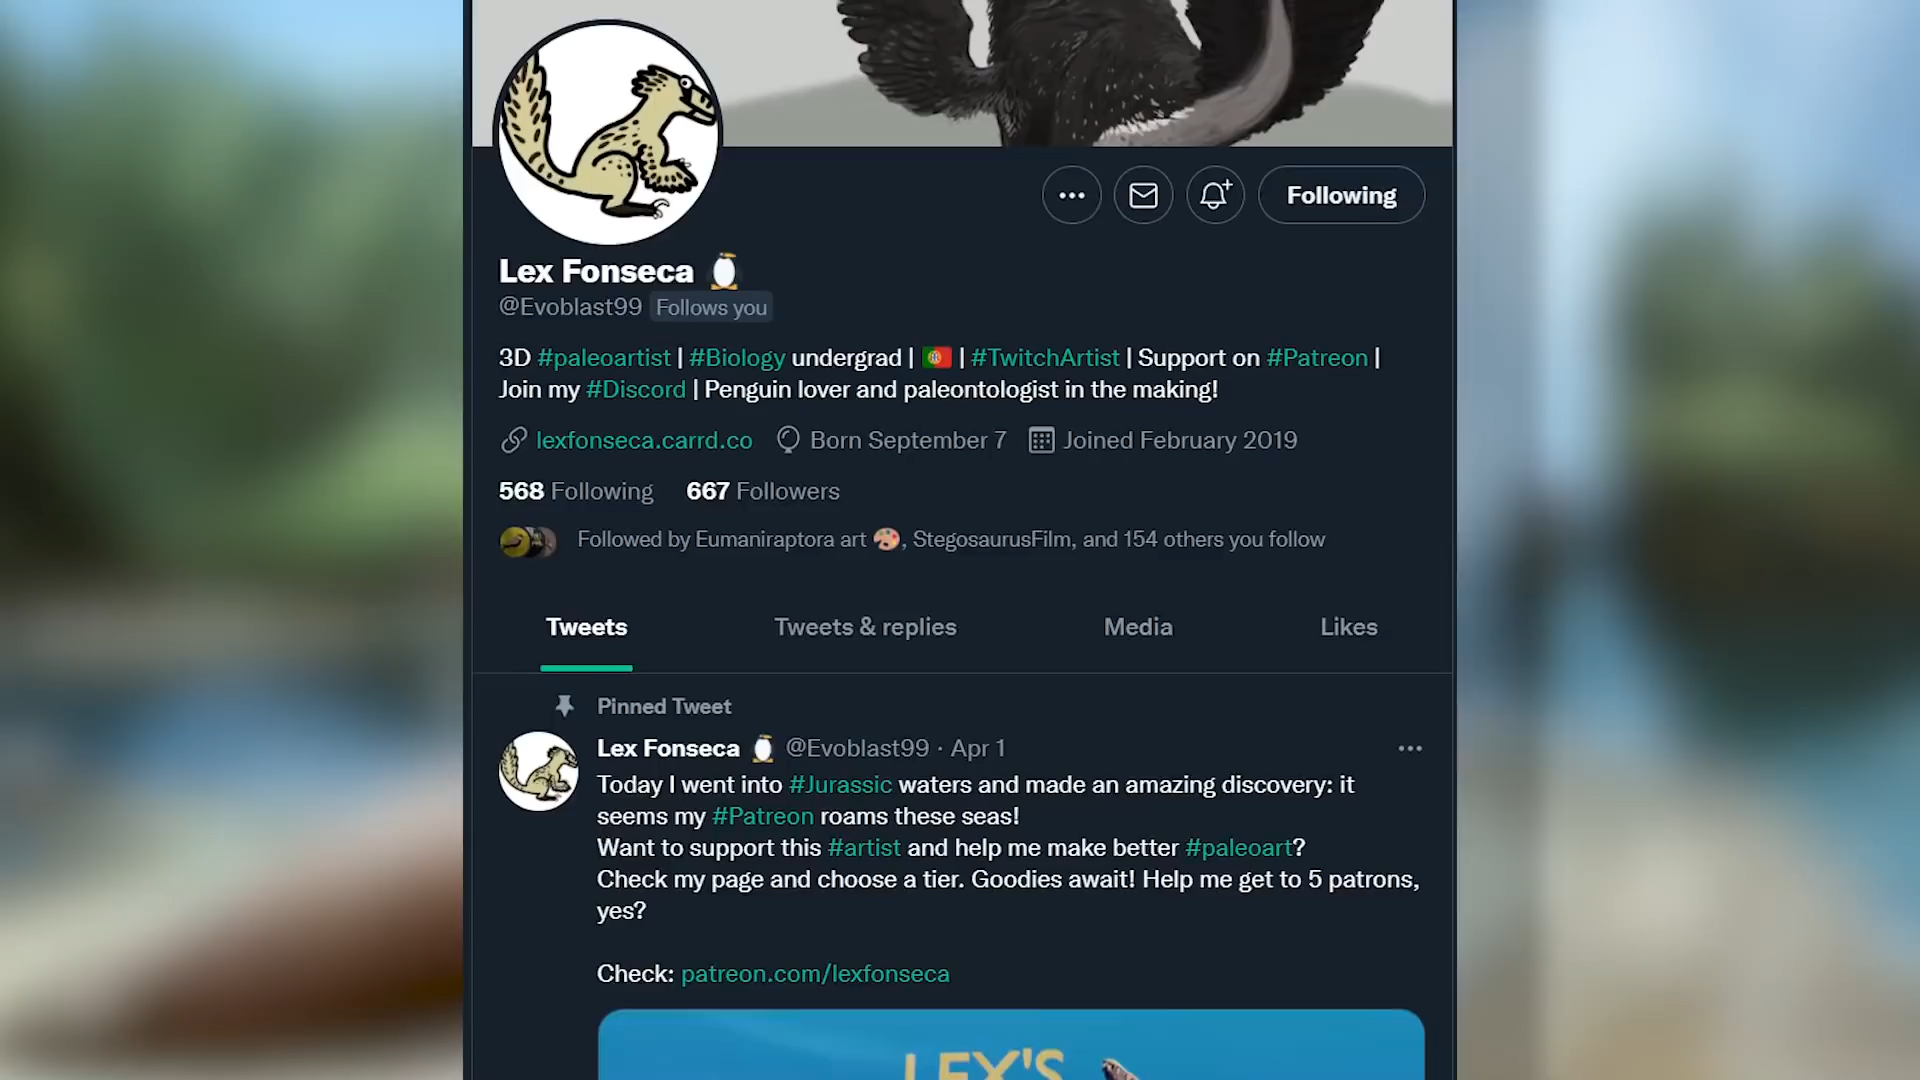 Following
Lex Fonseca
@Evoblast99 Follows you
3D #paleoartist | #Biology undergrad | 🇵🇹 | #TwitchArtist | Support on #Patreon |
Join my #Discord | Penguin lover and paleontologist in the making!
lexfonseca.carrd.co Born September 7 Joined February 2019
568 Following 667 Followers
Followed by Eumaniraptora art 🎨, StegosaurusFilm, and 154 others you follow
Tweets Tweets & replies Media Likes
Pinned Tweet
Lex Fonseca @Evoblast99 · Apr 1
Today I went into #Jurassic waters and made an amazing discovery: it
seems my #Patreon roams these seas!
Want to support this #artist and help me make better #paleoart?
Check my page and choose a tier. Goodies await! Help me get to 5 patrons,
yes?
Check: patreon.com/lexfonseca
LEX'S